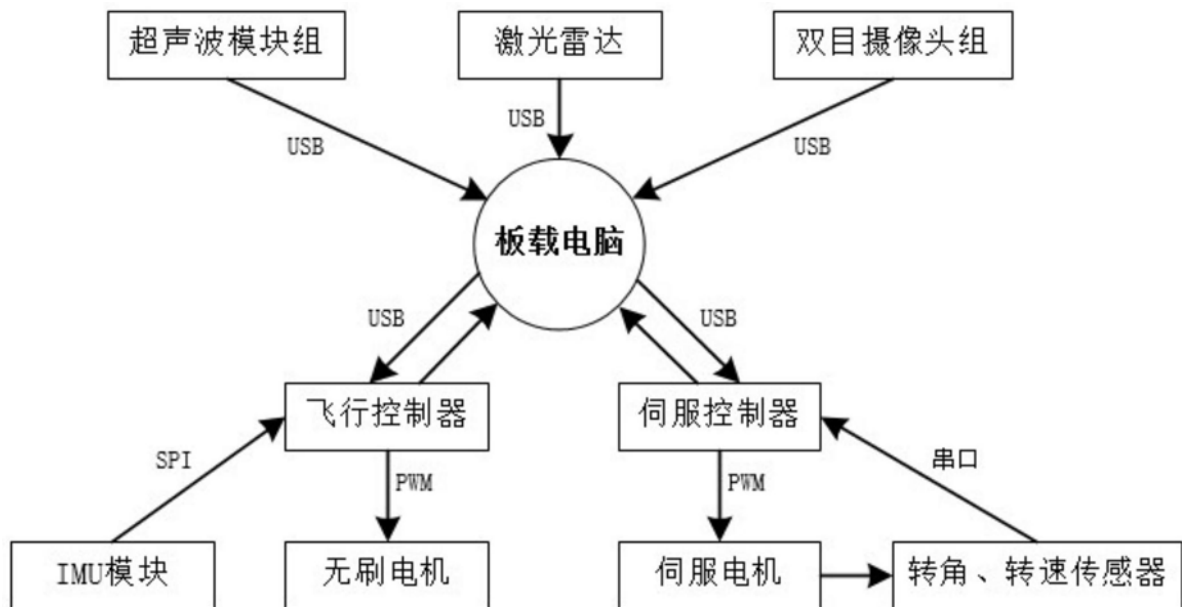 超声波模块组
激光雷达
双目摄像头组
USB
USB
USB
板载电脑
USB
USB
飞行控制器
伺服控制器
SPI
PWM
PWM
串口
IMU模块
无刷电机
伺服电机
转角、转速传感器